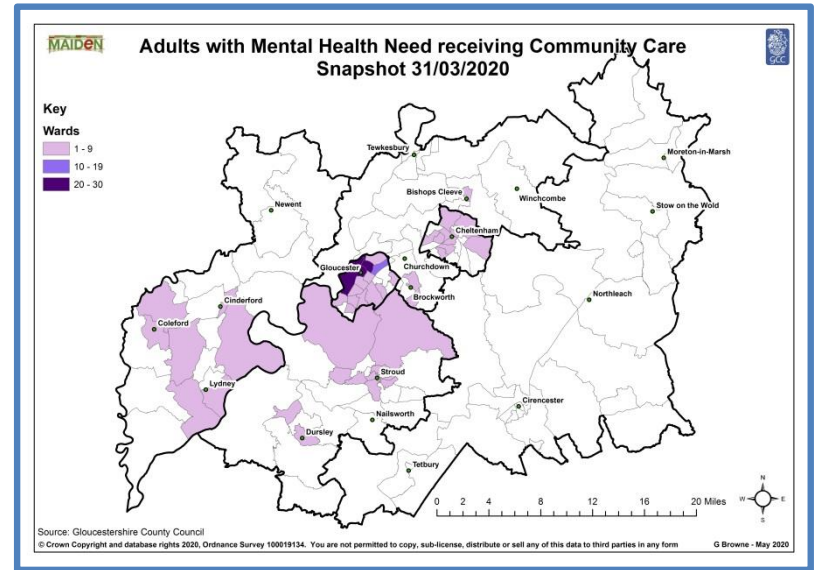 MAIDeN
Adults with Mental Health Need receiving Community Care
Snapshot 31/03/2020
GCC
Key
Wards
1 - 9
10 - 19
20 - 30
Tewkesbury
Moreton-in-Marsh
Bishops Cleeve
Winchcombe
Stow on the Wold
Newent
Cheltenham
Gloucester
Churchdown
Brockworth
Northleach
Cinderford
Coleford
Stroud
Lydney
Nailsworth
Cirencester
Dursley
Tetbury
0 2 4 8 12 16 20 Miles
N
W E
S
Source: Gloucestershire County Council
© Crown Copyright and database rights 2020, Ordnance Survey 100019134. You are not permitted to copy, sub-license, distribute or sell any of this data to third parties in any form
G Browne - May 2020